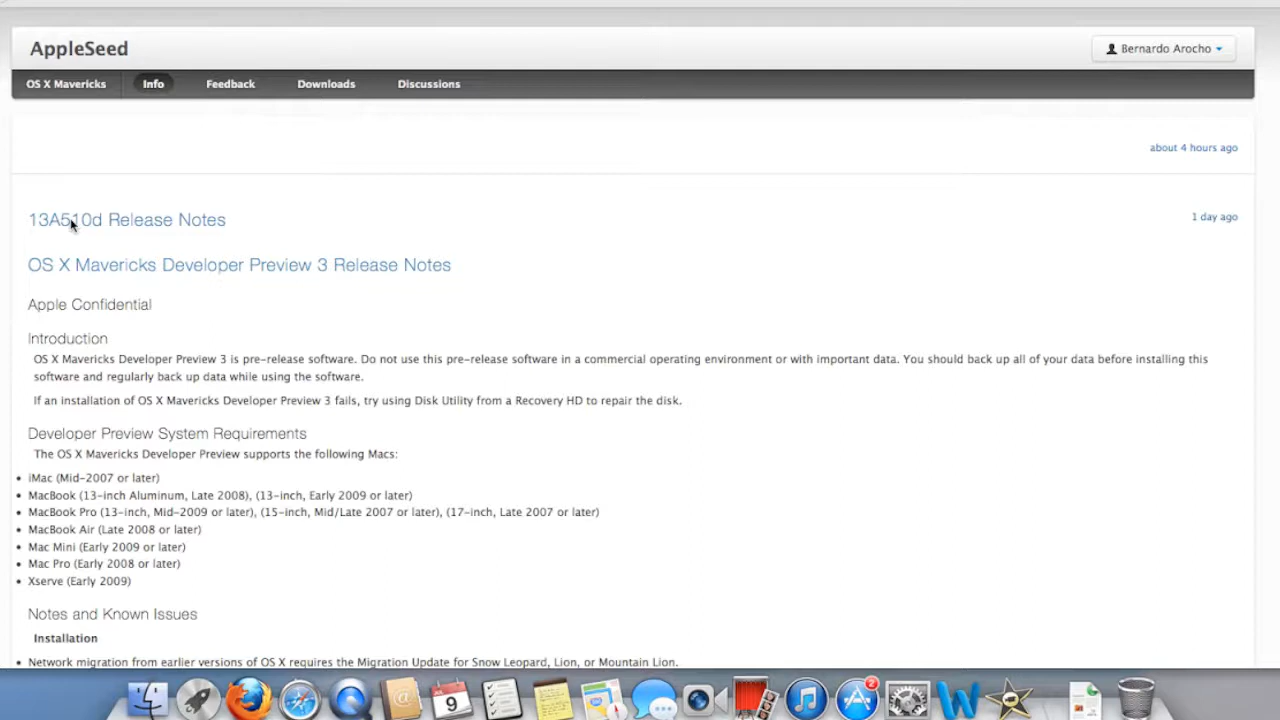 AppleSeed
Bernardo Arocho
OS X Mavericks Info Feedback Downloads Discussions
about 4 hours ago
13A510d Release Notes
1 day ago
OS X Mavericks Developer Preview 3 Release Notes
Apple Confidential
Introduction
OS X Mavericks Developer Preview 3 is pre-release software. Do not use this pre-release software in a commercial operating environment or with important data. You should back up all of your data before installing this
software and regularly back up data while using the software.
If an installation of OS X Mavericks Developer Preview 3 fails, try using Disk Utility from a Recovery HD to repair the disk.
Developer Preview System Requirements
The OS X Mavericks Developer Preview supports the following Macs:
• iMac (Mid-2007 or later)
• MacBook (13-inch Aluminum, Late 2008), (13-inch, Early 2009 or later)
• MacBook Pro (13-inch, Mid-2009 or later), (15-inch, Mid/Late 2007 or later), (17-inch, Late 2007 or later)
• MacBook Air (Late 2008 or later)
• Mac Mini (Early 2009 or later)
• Mac Pro (Early 2008 or later)
• Xserve (Early 2009)
Notes and Known Issues
Installation
• Network migration from earlier versions of OS X requires the Migration Update for Snow Leopard, Lion, or Mountain Lion.
9
2